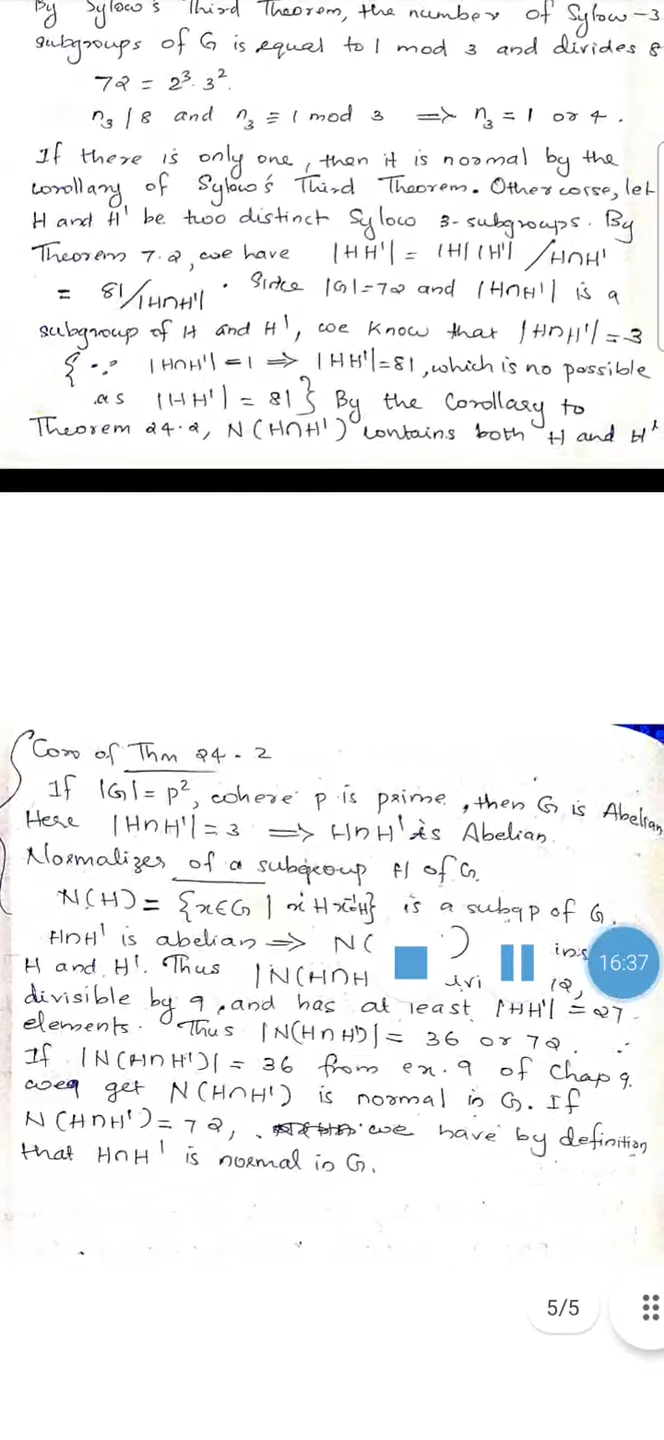 By Sylow's Third Theorem, the number of Sylow-3
subgroups of G is equal to 1 mod 3 and divides 8
72 = 2³. 3².
n₃ | 8 and n₃ ≡ 1 mod 3 ⟹ n₃ = 1 or 4.
If there is only one, then it is normal by the
corollary of Sylow's Third Theorem. Other cosse, let
H and H' be two distinct Sylow 3-subgroups. By
Theorem 7.2, we have |HH'| = |H| |H'| / H∩H'
= 81/|H∩H'| . Since |G|=72 and |H∩H'| is a
subgroup of H and H', we know that |H∩H'|=3
{ ∵ |H∩H'|=1 ⟹ |HH'|=81, which is no possible
as |HH'| = 81} By the Corollary to
Theorem 24.2, N(H∩H') contains both H and H'
Coro of Thm 24.2
If |G| = p², where p is prime, then G is Abelian
Here |H∩H'| = 3 ⟹ H∩H' is Abelian.
Normalizer of a subgroup H of G.
N(H) = {x∈G | x H x⁻¹=H} is a subgp of G.
H∩H' is abelian ⟹ N( ) ins
H and H'. Thus |N(H∩H
16:37
divisible by 9, and has at least |HH'| = 27
elements. Thus |N(H∩H')| = 36 or 72. ∵
If |N(H∩H')| = 36 from ex. 9 of Chap 9.
we get N(H∩H') is normal in G. If
N(H∩H') = 72, we have by definition
that H∩H' is normal in G.
5/5